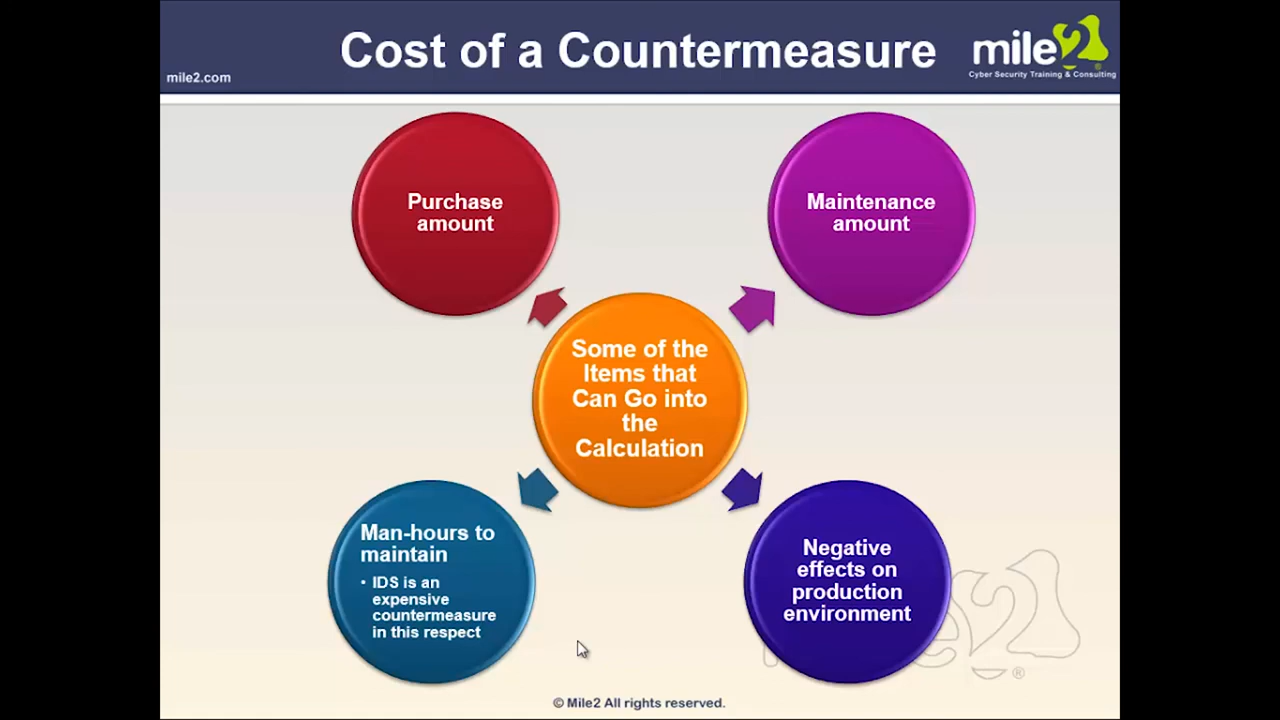 Cost of a Countermeasure
mile2
Cyber Security Training & Consulting
mile2.com
Purchase
amount
Maintenance
amount
Some of the
Items that
Can Go into
the
Calculation
Man-hours to
maintain
• IDS is an
expensive
countermeasure
in this respect
Negative
effects on
production
environment
mile2
®
© Mile2 All rights reserved.